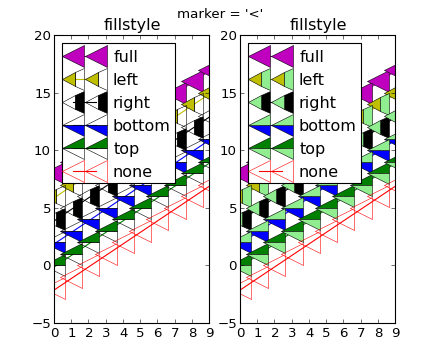 marker = '<'
fillstyle
fillstyle
20
15
10
5
0
−5
0 1 2 3 4 5 6 7 8 9
full
left
right
bottom
top
none
20
15
10
5
0
−5
0 1 2 3 4 5 6 7 8 9
full
left
right
bottom
top
none